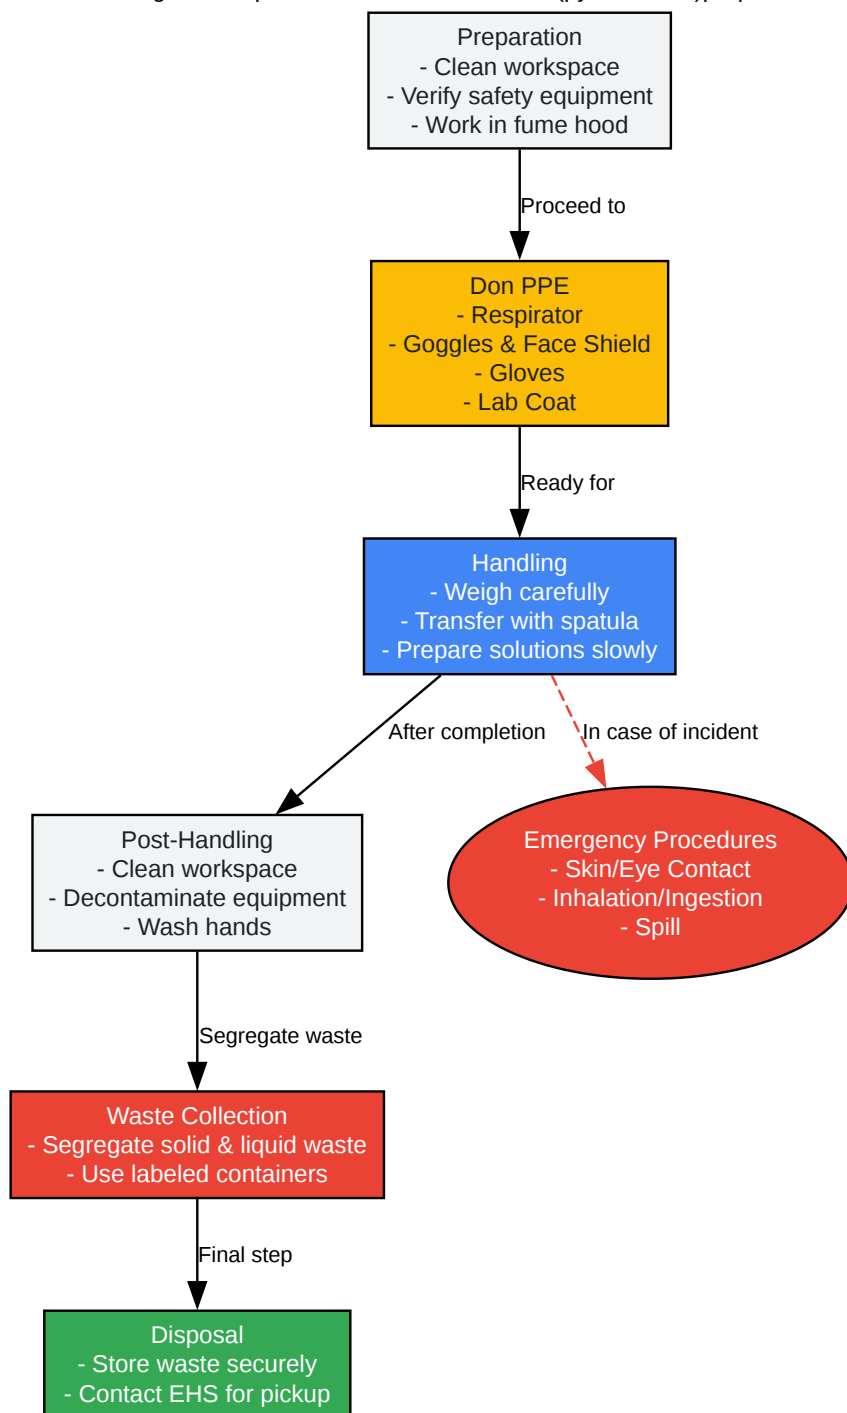 Preparation
- Clean workspace
- Verify safety equipment
- Work in fume hood
Proceed to
Don PPE
- Respirator
- Goggles & Face Shield
- Gloves
- Lab Coat
Ready for
Handling
- Weigh carefully
- Transfer with spatula
- Prepare solutions slowly
After completion
In case of incident
Post-Handling
- Clean workspace
- Decontaminate equipment
- Wash hands
Emergency Procedures
- Skin/Eye Contact
- Inhalation/Ingestion
- Spill
Segregate waste
Waste Collection
- Segregate solid & liquid waste
- Use labeled containers
Final step
Disposal
- Store waste securely
- Contact EHS for pickup